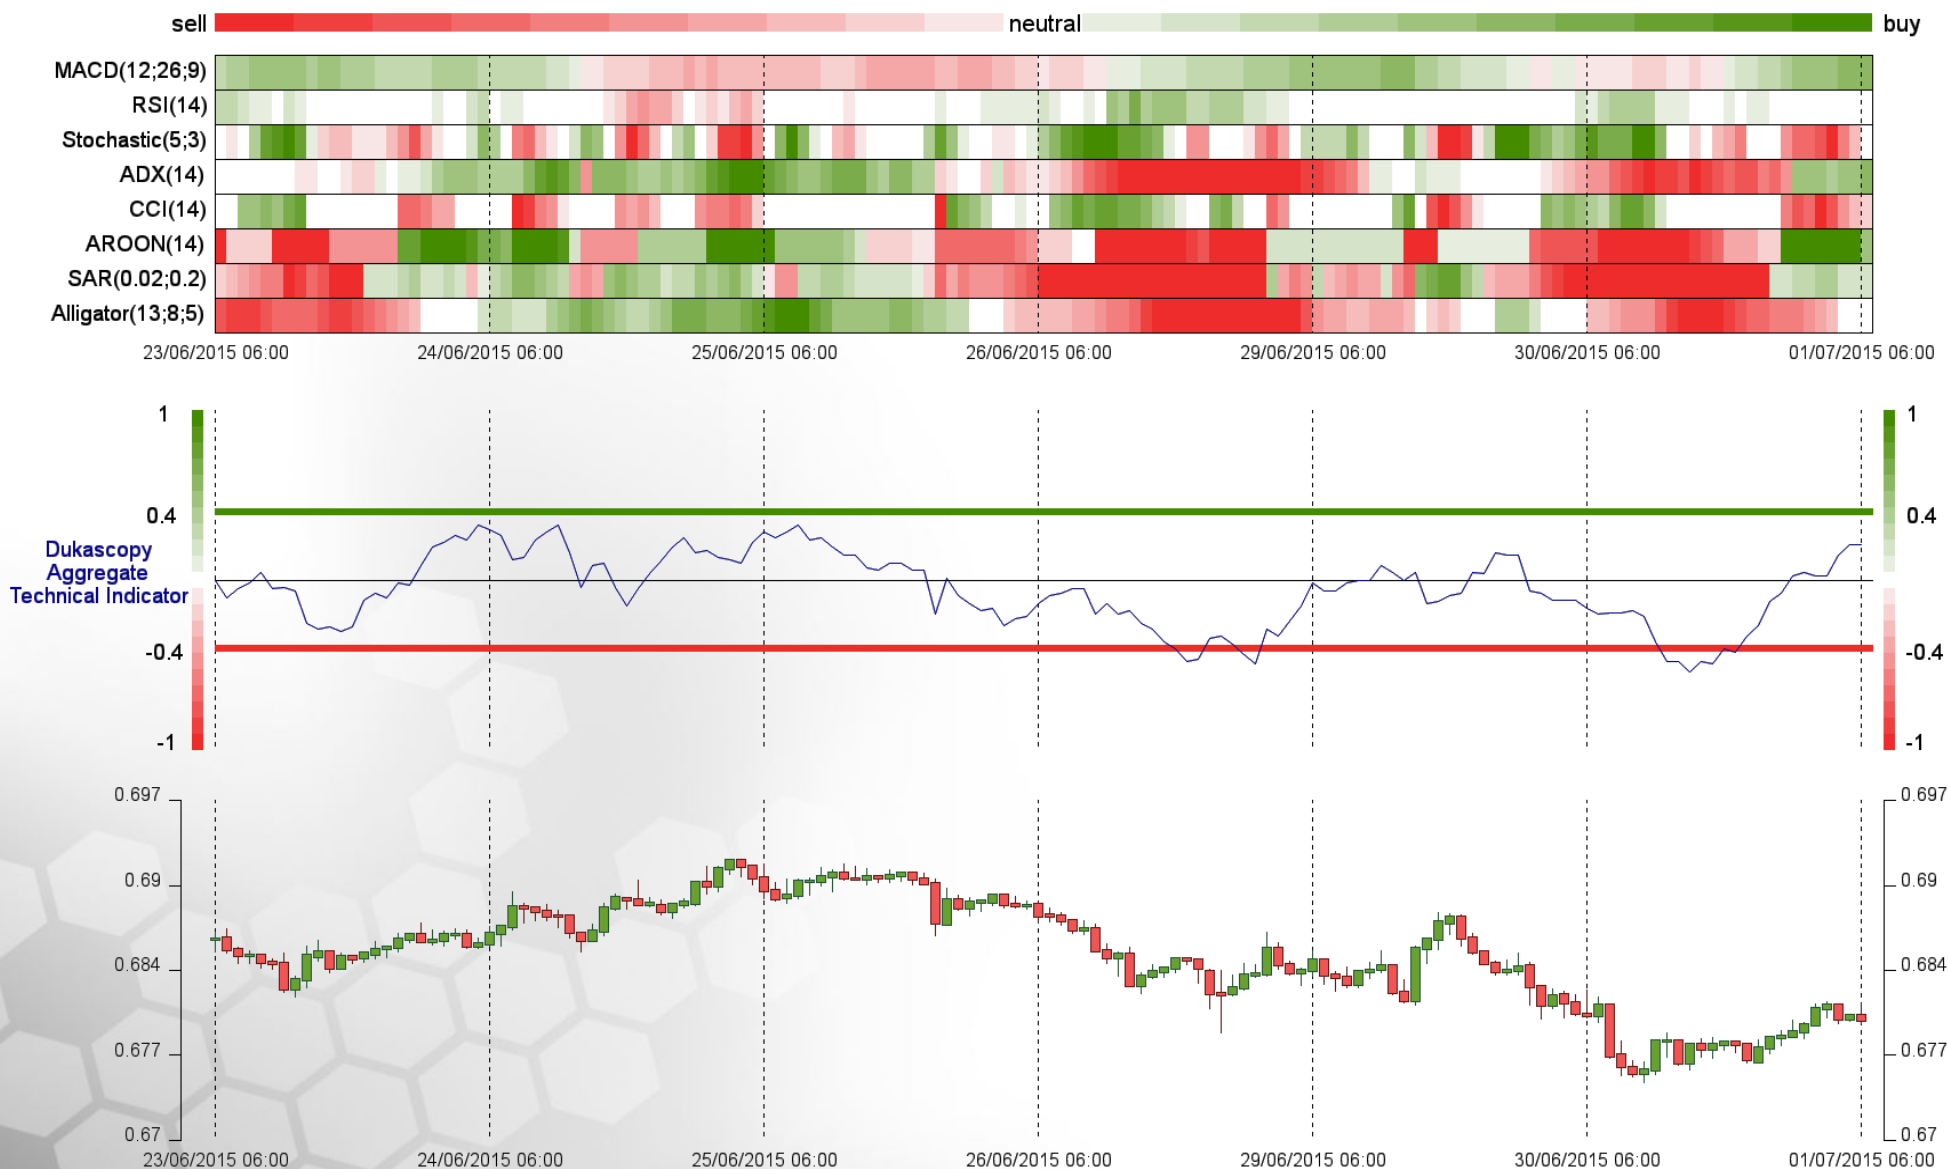 sell neutral buy
MACD(12;26;9)
RSI(14)
Stochastic(5;3)
ADX(14)
CCI(14)
AROON(14)
SAR(0.02;0.2)
Alligator(13;8;5)
23/06/2015 06:00 24/06/2015 06:00 25/06/2015 06:00 26/06/2015 06:00 29/06/2015 06:00 30/06/2015 06:00 01/07/2015 06:00
1 1
0.4 0.4
Dukascopy
Aggregate
Technical Indicator
-0.4 -0.4
-1 -1
0.697 0.697
0.69 0.69
0.684 0.684
0.677 0.677
0.67 0.67
23/06/2015 06:00 24/06/2015 06:00 25/06/2015 06:00 26/06/2015 06:00 29/06/2015 06:00 30/06/2015 06:00 01/07/2015 06:00